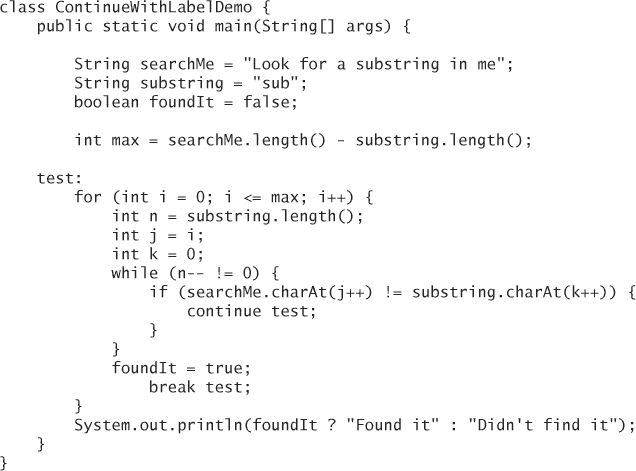 class ContinueWithLabelDemo {
    public static void main(String[] args) {

        String searchMe = "Look for a substring in me";
        String substring = "sub";
        boolean foundIt = false;

        int max = searchMe.length() - substring.length();

    test:
        for (int i = 0; i <= max; i++) {
            int n = substring.length();
            int j = i;
            int k = 0;
            while (n-- != 0) {
                if (searchMe.charAt(j++) != substring.charAt(k++)) {
                    continue test;
                }
            }
            foundIt = true;
                break test;
        }
        System.out.println(foundIt ? "Found it" : "Didn't find it");
    }
}